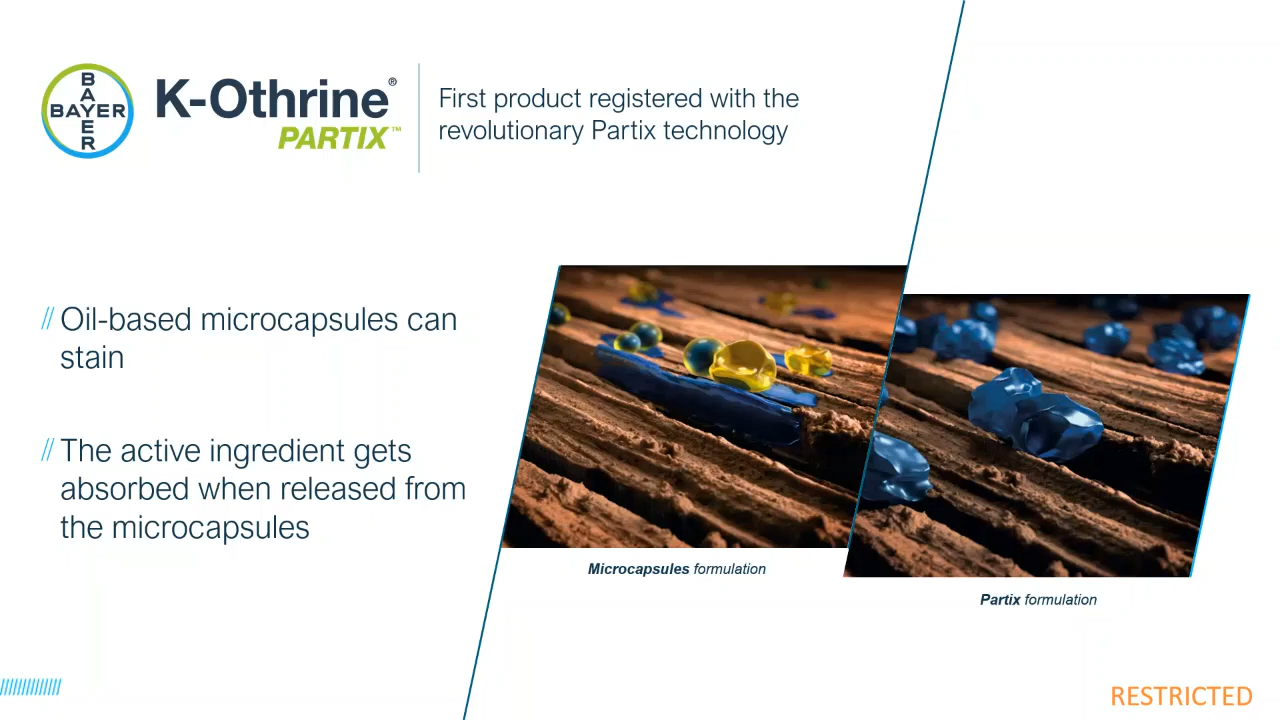 BAYER
BAYER
K-Othrine®
PARTIX™
First product registered with the
revolutionary Partix technology
// Oil-based microcapsules can
stain
// The active ingredient gets
absorbed when released from
the microcapsules
Microcapsules formulation
Partix formulation
RESTRICTED